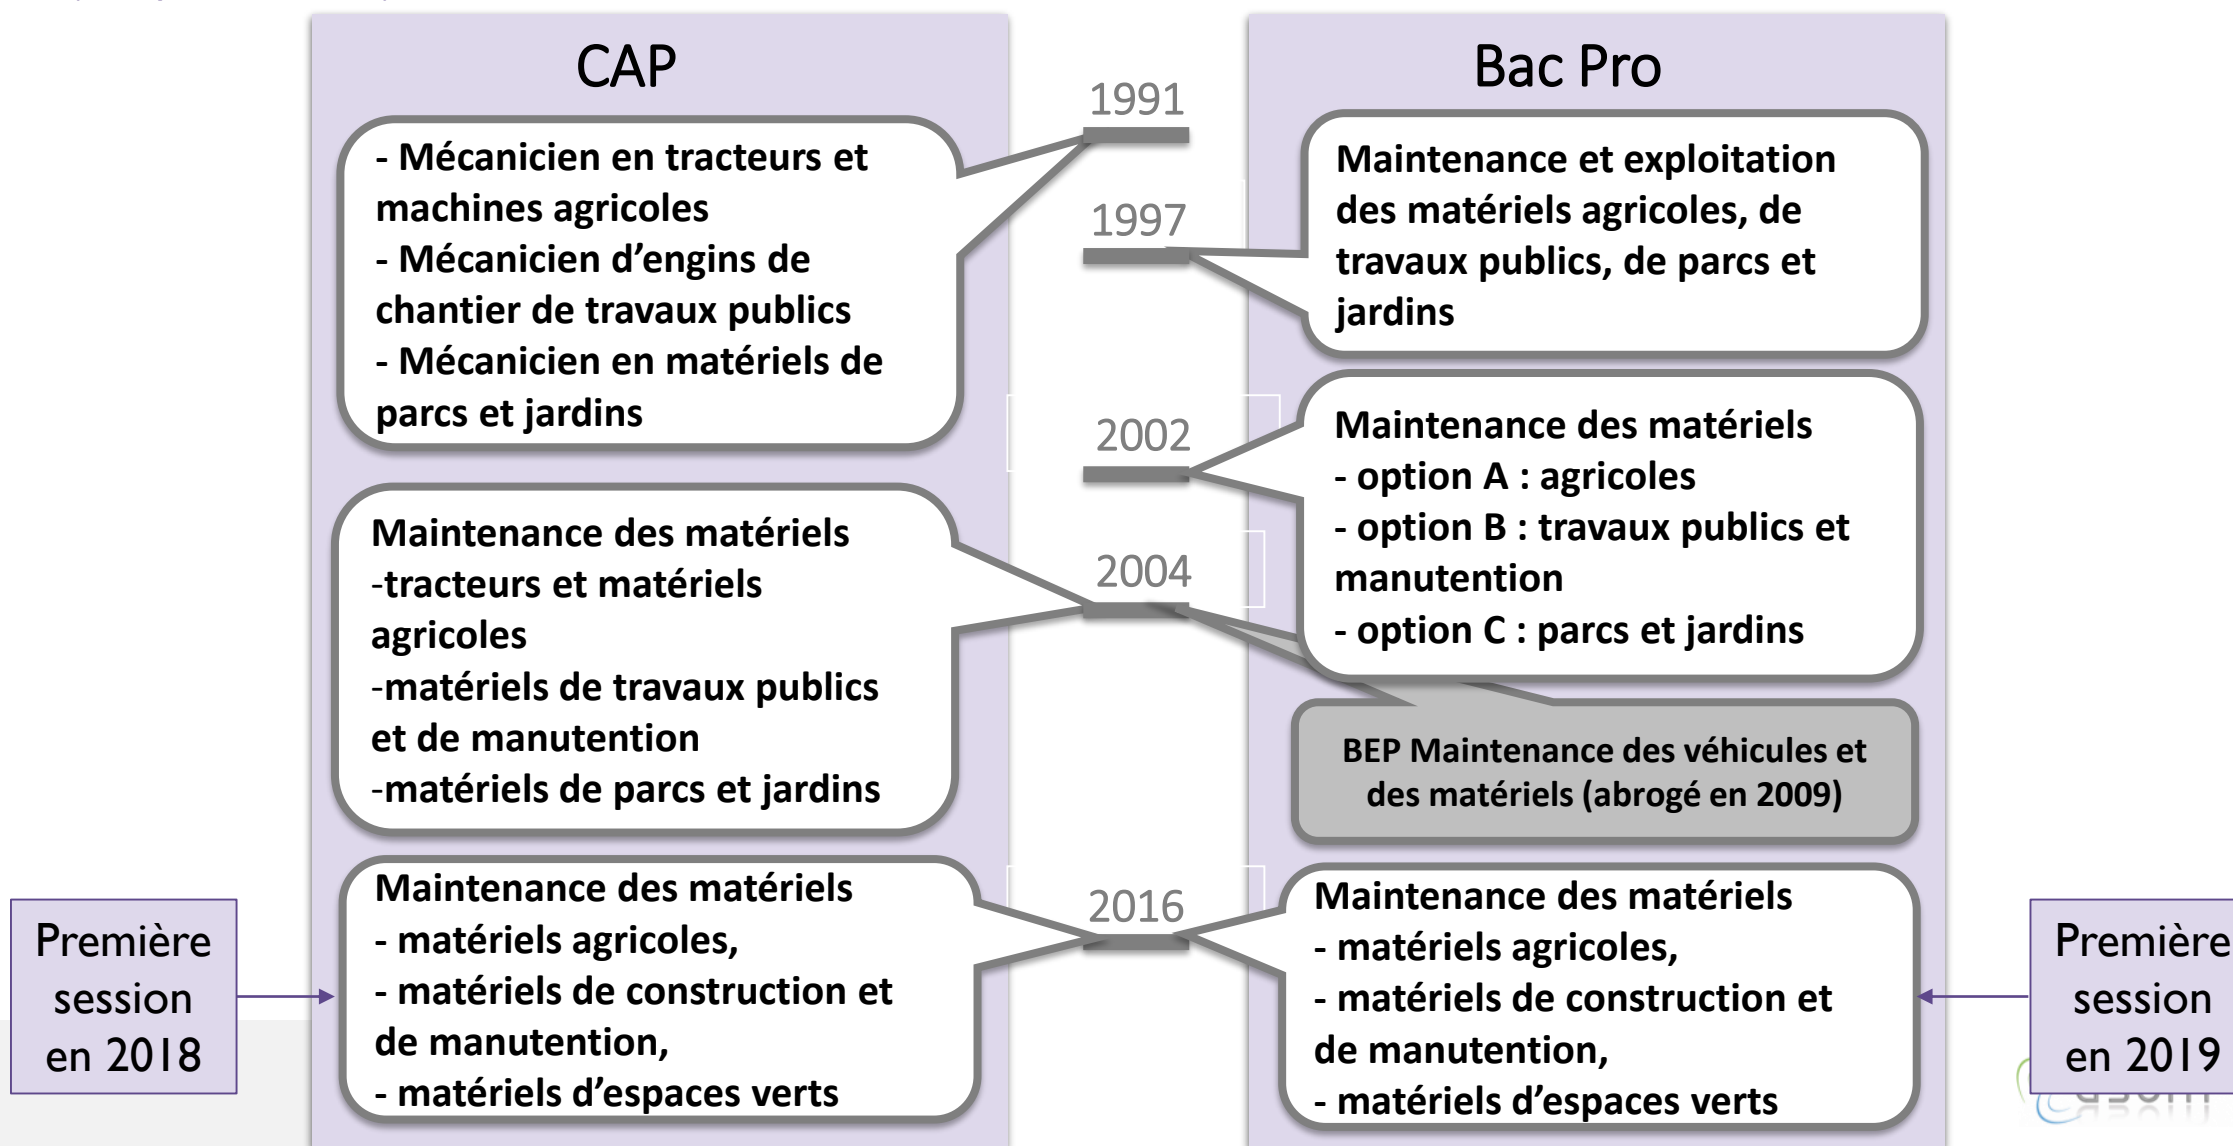 CAP
- Mécanicien en tracteurs et
machines agricoles
- Mécanicien d’engins de
chantier de travaux publics
- Mécanicien en matériels de
parcs et jardins
Maintenance des matériels
-tracteurs et matériels
agricoles
-matériels de travaux publics
et de manutention
-matériels de parcs et jardins
Maintenance des matériels
- matériels agricoles,
- matériels de construction et
de manutention,
- matériels d’espaces verts
Première
session
en 2018
1991
1997
2002
2004
2016
Bac Pro
Maintenance et exploitation
des matériels agricoles, de
travaux publics, de parcs et
jardins
Maintenance des matériels
- option A : agricoles
- option B : travaux publics et
manutention
- option C : parcs et jardins
BEP Maintenance des véhicules et
des matériels (abrogé en 2009)
Maintenance des matériels
- matériels agricoles,
- matériels de construction et
de manutention,
- matériels d’espaces verts
Première
session
en 2019